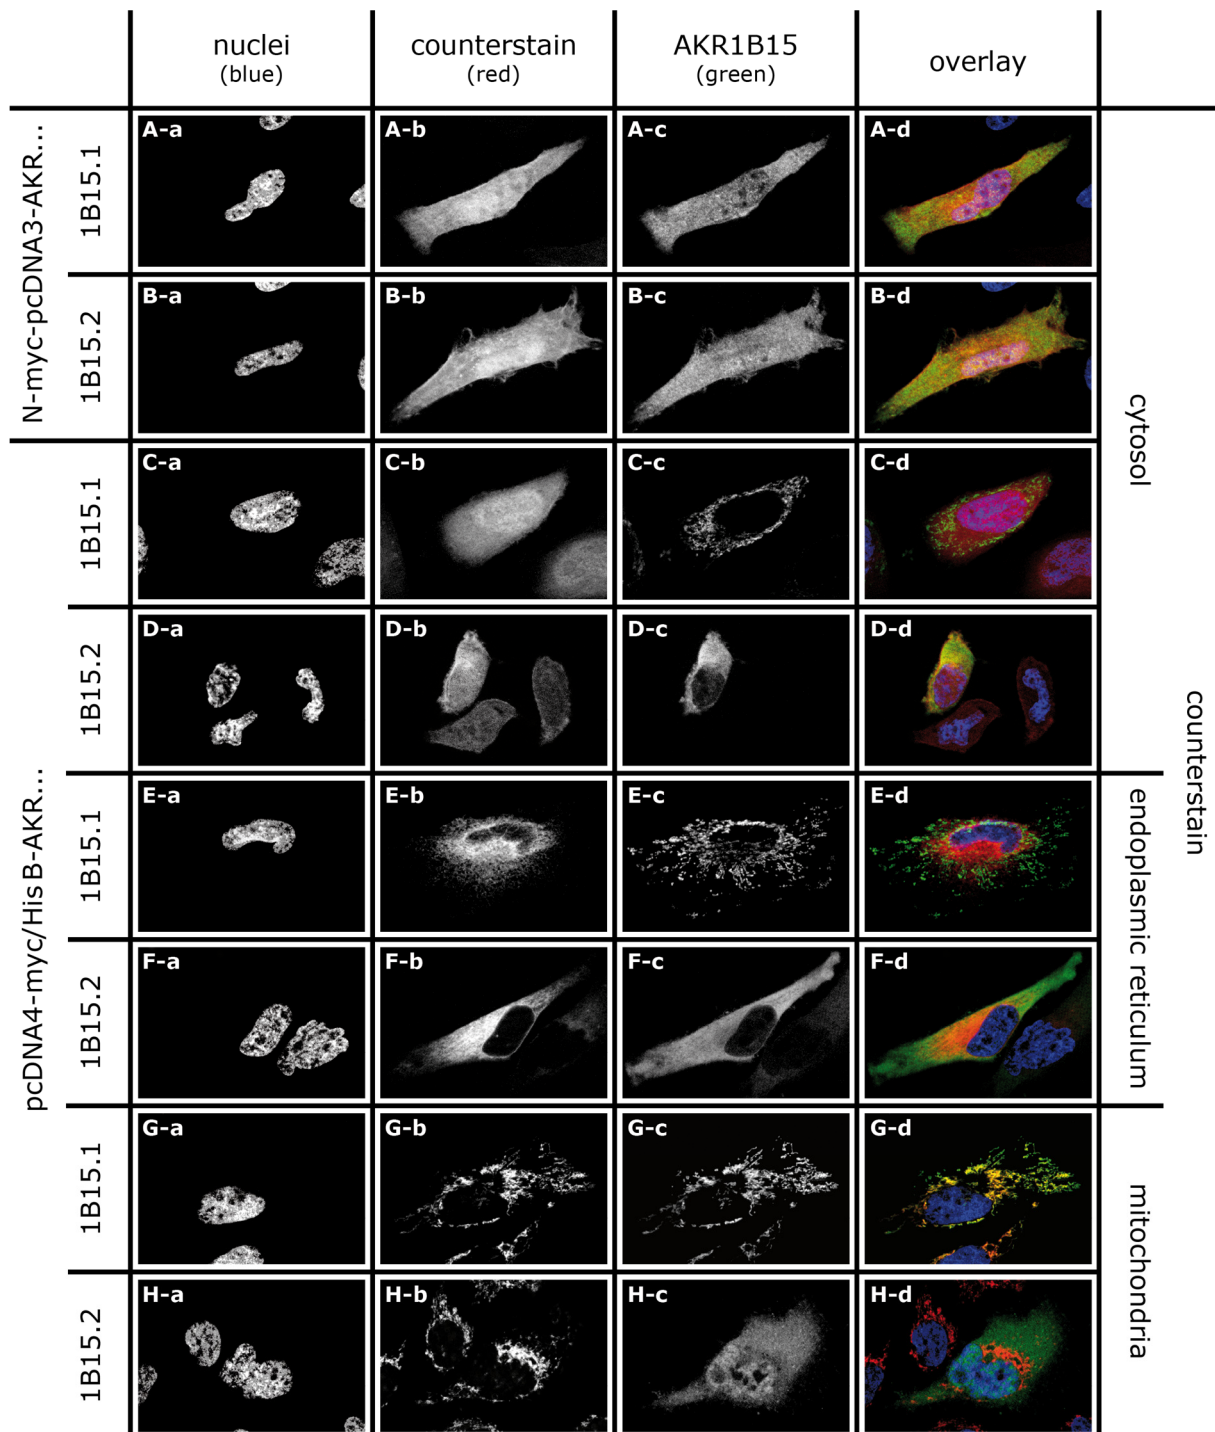 nuclei
(blue)
counterstain
(red)
AKR1B15
(green)
overlay
N-myc-pcDNA3-AKR...
1B15.1
A-a
A-b
A-c
A-d
1B15.2
B-a
B-b
B-c
B-d
cytosol
pcDNA4-myc/His B-AKR...
1B15.1
C-a
C-b
C-c
C-d
1B15.2
D-a
D-b
D-c
D-d
counterstain
1B15.1
E-a
E-b
E-c
E-d
endoplasmic reticulum
1B15.2
F-a
F-b
F-c
F-d
1B15.1
G-a
G-b
G-c
G-d
mitochondria
1B15.2
H-a
H-b
H-c
H-d